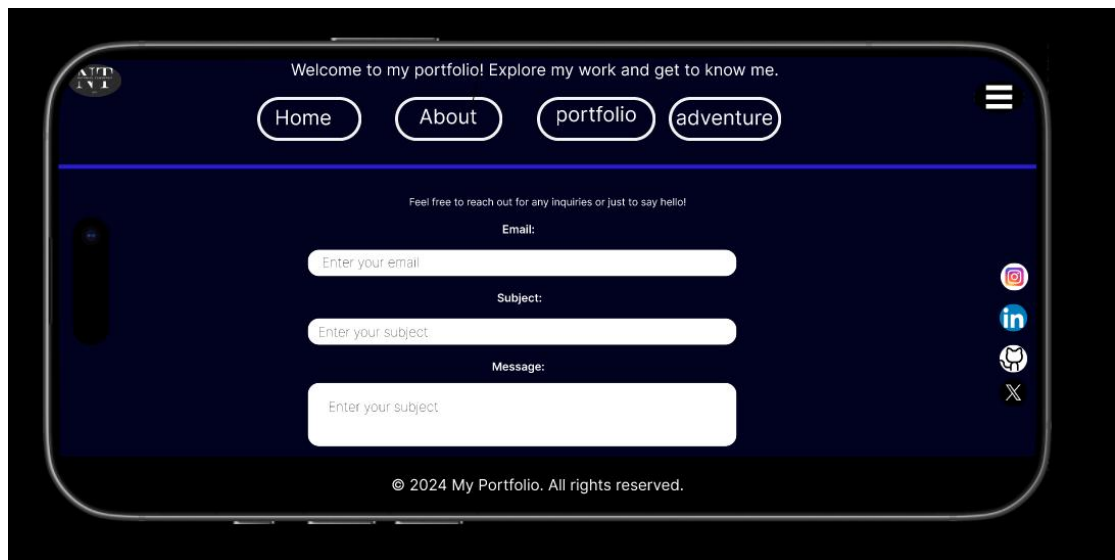 NT
Welcome to my portfolio! Explore my work and get to know me.
Home About portfolio adventure
Feel free to reach out for any inquiries or just to say hello!
Email:
Enter your email
Subject:
Enter your subject
Message:
Enter your subject
in
X
© 2024 My Portfolio. All rights reserved.